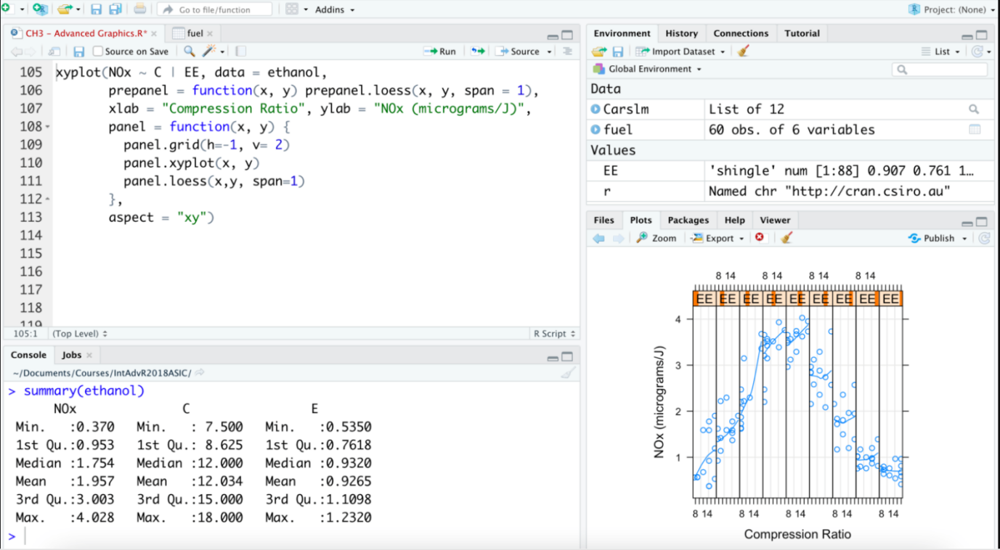 Go to file/function
Addins
Project: (None)
CH3 - Advanced Graphics.R*
fuel
Source on Save
Run
Source
105 xyplot(NOx ~ C | EE, data = ethanol,
106 prepanel = function(x, y) prepanel.loess(x, y, span = 1),
107 xlab = "Compression Ratio", ylab = "NOx (micrograms/J)",
108 panel = function(x, y) {
109 panel.grid(h=-1, v= 2)
110 panel.xyplot(x, y)
111 panel.loess(x,y, span=1)
112 },
113 aspect = "xy")
114
115
116
117
118
119
105:1 (Top Level) R Script
Console Jobs
~/Documents/Courses/IntAdvR2018ASIC/
> summary(ethanol)
NOx C E
Min. :0.370 Min. : 7.500 Min. :0.5350
1st Qu.:0.953 1st Qu.: 8.625 1st Qu.:0.7618
Median :1.754 Median :12.000 Median :0.9320
Mean :1.957 Mean :12.034 Mean :0.9265
3rd Qu.:3.003 3rd Qu.:15.000 3rd Qu.:1.1098
Max. :4.028 Max. :18.000 Max. :1.2320
>
Environment History Connections Tutorial
Import Dataset List
Global Environment
Data
Carslm List of 12
fuel 60 obs. of 6 variables
Values
EE 'shingle' num [1:88] 0.907 0.761 1…
r Named chr "http://cran.csiro.au"
Files Plots Packages Help Viewer
Zoom Export Publish
8 14 8 14 8 14 8 14
EE EE EE EE EE EE EE EE EE
4
3
2
1
NOx (micrograms/J)
8 14 8 14 8 14 8 14 8 14
Compression Ratio